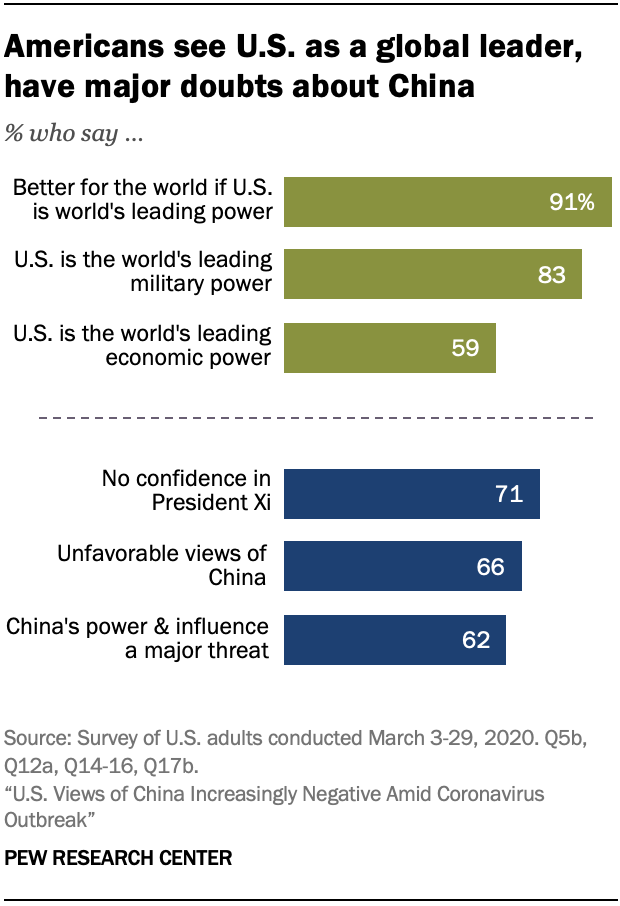 Americans see U.S. as a global leader,
have major doubts about China
% who say ...
Better for the world if U.S.
is world's leading power
91%
U.S. is the world's leading
military power
83
U.S. is the world's leading
economic power
59
No confidence in
President Xi
71
Unfavorable views of
China
66
China's power & influence
a major threat
62
Source: Survey of U.S. adults conducted March 3-29, 2020. Q5b,
Q12a, Q14-16, Q17b.
“U.S. Views of China Increasingly Negative Amid Coronavirus
Outbreak”
PEW RESEARCH CENTER